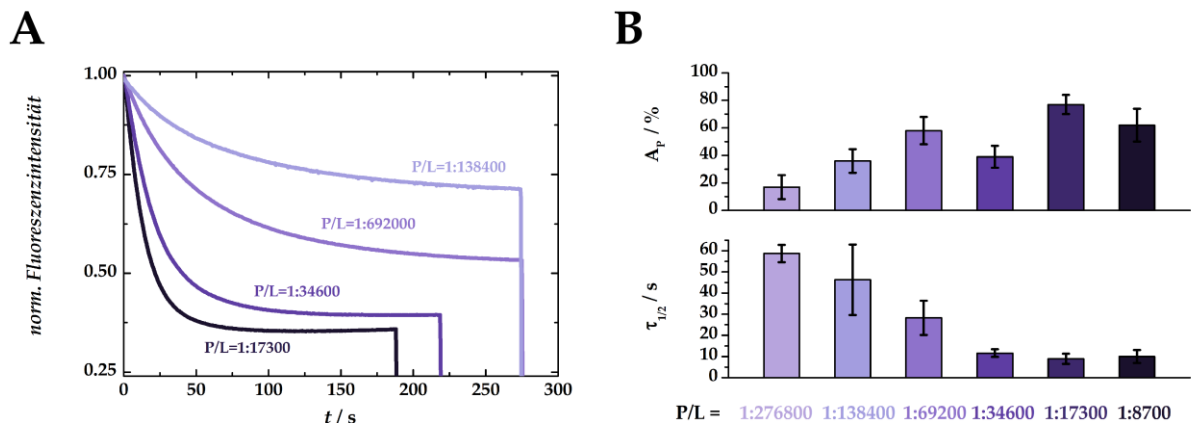 A
norm. Fluoreszenzintensität
1.00
0.75
0.50
0.25
P/L=1:138400
P/L=1:692000
P/L=1:34600
P/L=1:17300
0 50 100 150 200 250 300
t / s
B
A_P / %
100
80
60
40
20
0
τ_1/2 / s
60
50
40
30
20
10
0
P/L = 1:276800 1:138400 1:69200 1:34600 1:17300 1:8700